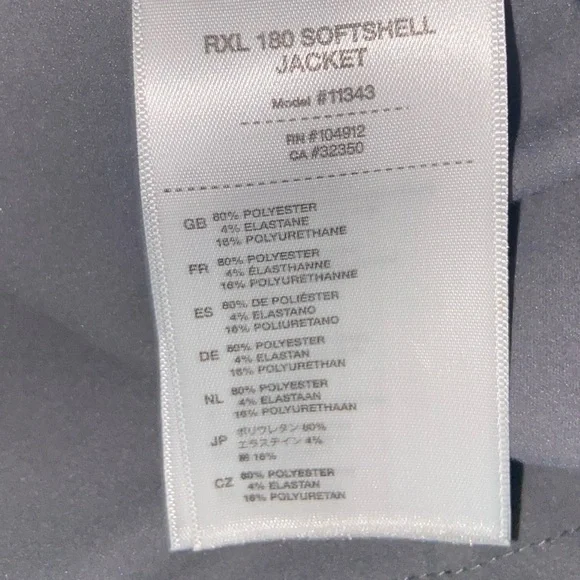 RXL 180 SOFTSHELL
JACKET
Model #11343
RN #104912
CA #32350
GB 80% POLYESTER
4% ELASTANE
16% POLYURETHANE
FR 80% POLYESTER
4% ÉLASTHANNE
16% POLYURETHANNE
ES 80% DE POLIÉSTER
4% ELASTANO
16% POLIURETANO
DE 80% POLYESTER
4% ELASTAN
16% POLYURETHAN
NL 80% POLYESTER
4% ELASTAAN
16% POLYURETHAAN
JP ポリウレタン 80%
エラステイン 4%
16%
CZ 80% POLYESTER
4% ELASTAN
16% POLYURETAN